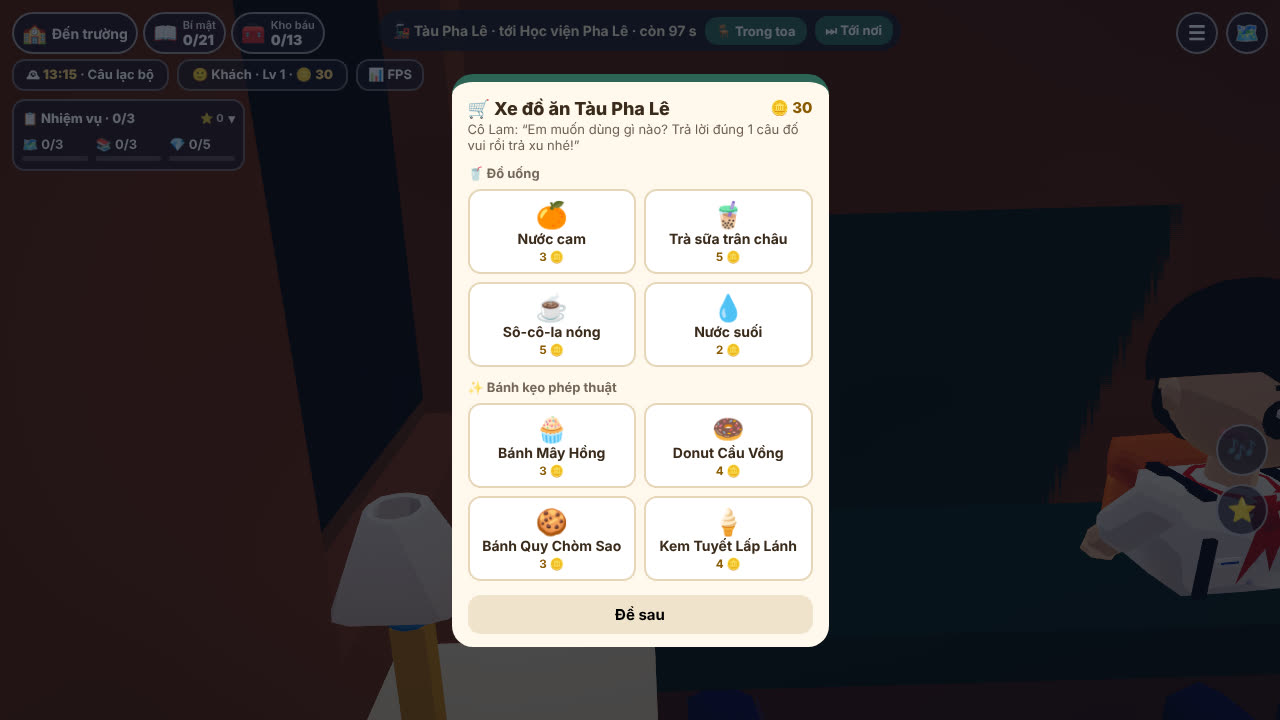 Đến trường
Bí mật
0/21
Kho báu
0/13
Tàu Pha Lê · tới Học viện Pha Lê · còn 97 s
Trong toa
Tới nơi
13:15 · Câu lạc bộ
Khách · Lv 1 · 30
FPS
Nhiệm vụ · 0/3
0
0/3
0/3
0/5
Xe đồ ăn Tàu Pha Lê
30
Cô Lam: “Em muốn dùng gì nào? Trả lời đúng 1 câu đố
vui rồi trả xu nhé!”
Đồ uống
Nước cam
3
Trà sữa trân châu
5
Sô-cô-la nóng
5
Nước suối
2
Bánh kẹo phép thuật
Bánh Mây Hồng
3
Donut Cầu Vồng
4
Bánh Quy Chòm Sao
3
Kem Tuyết Lấp Lánh
4
Để sau